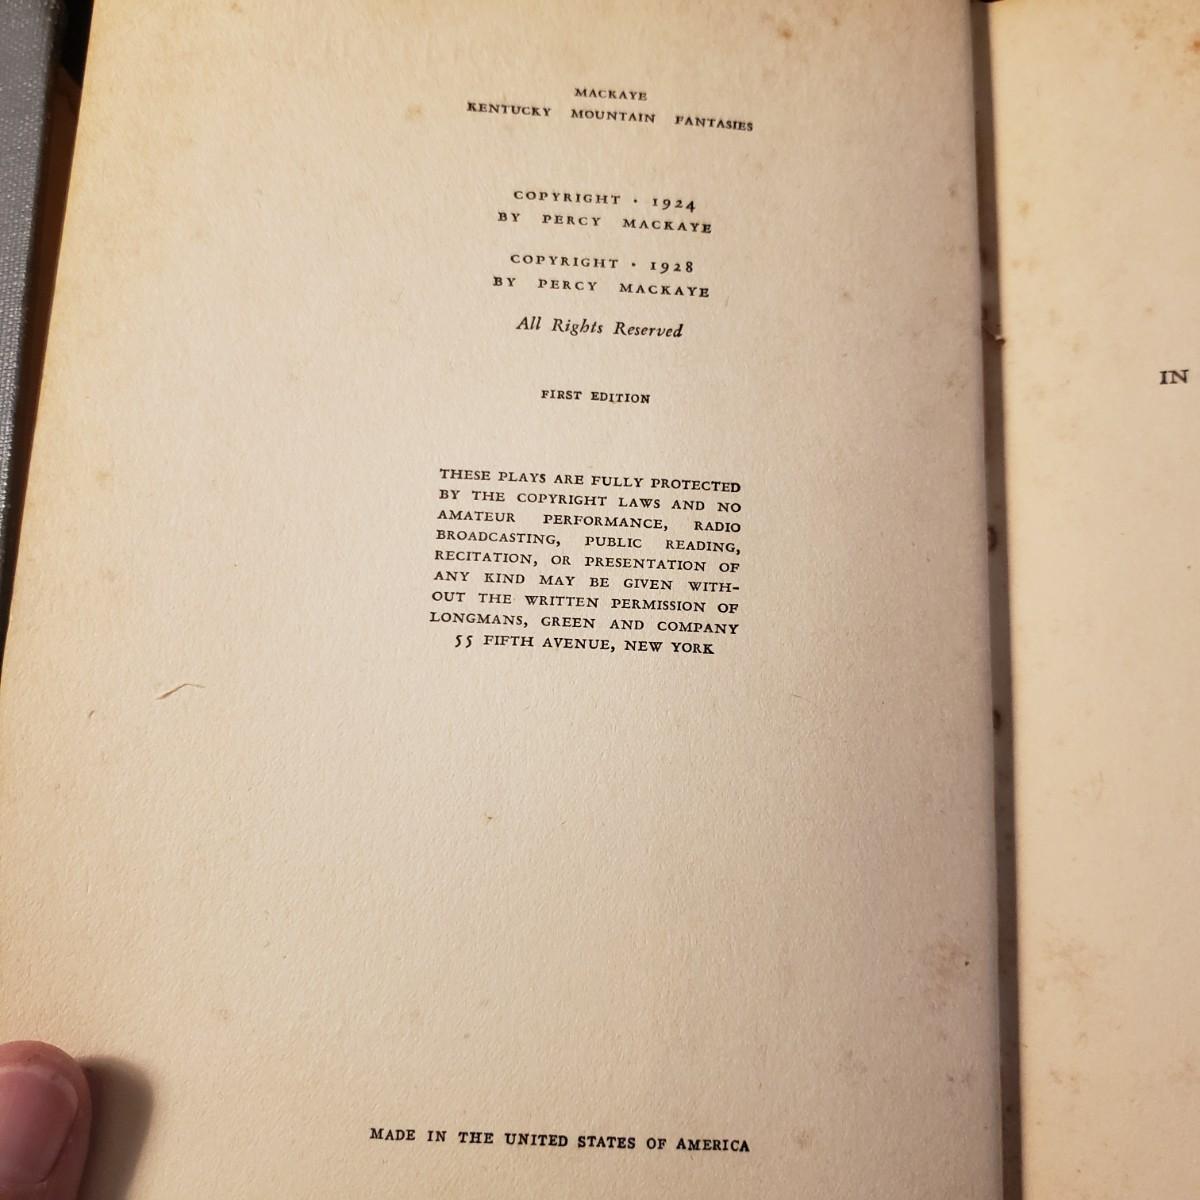 MACKAYE
KENTUCKY MOUNTAIN FANTASIES
COPYRIGHT · 1924
BY PERCY MACKAYE
COPYRIGHT · 1928
BY PERCY MACKAYE
All Rights Reserved
FIRST EDITION
THESE PLAYS ARE FULLY PROTECTED
BY THE COPYRIGHT LAWS AND NO
AMATEUR PERFORMANCE, RADIO
BROADCASTING, PUBLIC READING,
RECITATION, OR PRESENTATION OF
ANY KIND MAY BE GIVEN WITH-
OUT THE WRITTEN PERMISSION OF
LONGMANS, GREEN AND COMPANY
55 FIFTH AVENUE, NEW YORK
MADE IN THE UNITED STATES OF AMERICA
IN